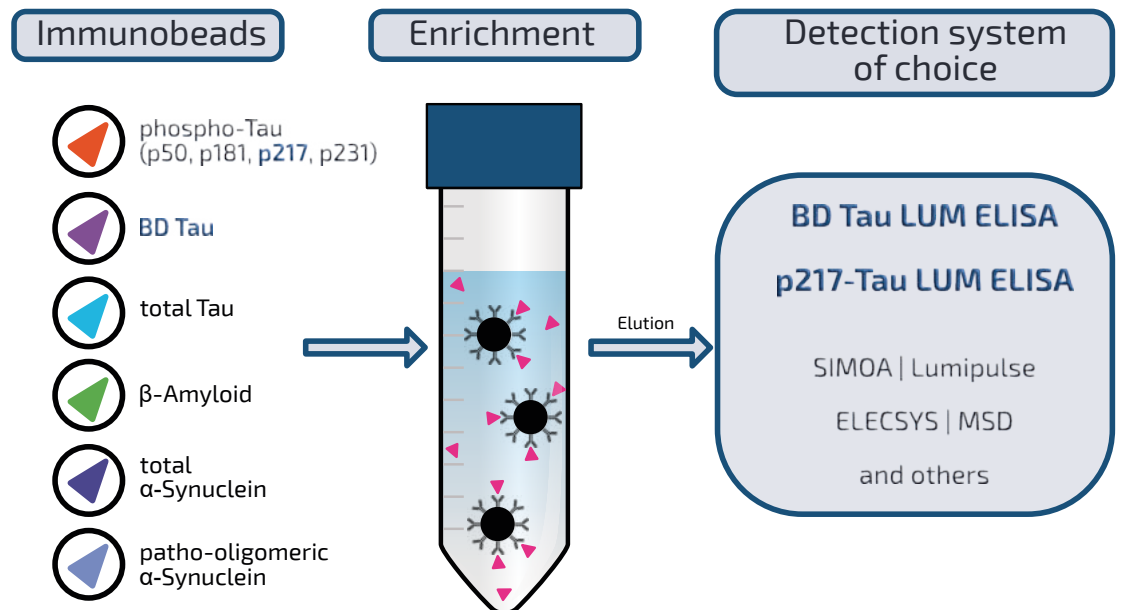 Immunobeads
Enrichment
Detection system
of choice
phospho-Tau
(p50, p181, p217, p231)
BD Tau
total Tau
β-Amyloid
total
α-Synuclein
patho-oligomeric
α-Synuclein
Elution
BD Tau LUM ELISA
p217-Tau LUM ELISA
SIMOA | Lumipulse
ELECSYS | MSD
and others